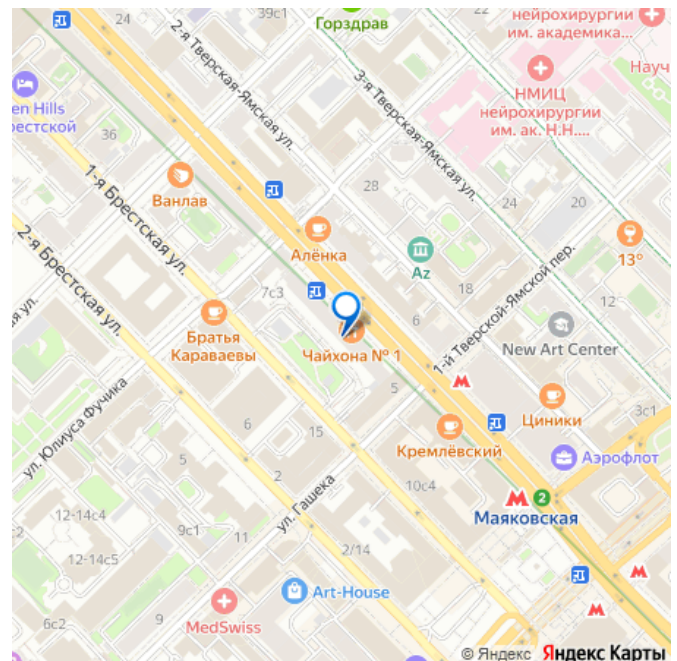 24
39с1
Горздрав
нейрохирургии
им. академика...
2-я Тверская-Ямская ул.
3-я Тверская-Ямская ул.
НМИЦ
нейрохирургии
им. ак. Н.Н....
Науч
en Hills
рестской
36
1-я Брестская ул.
Ванлав
28
24
20
2-я Брестская ул.
Алёнка
Az
13°
7с3
18
1-й Тверской-Ямской пер.
12
я ул.
Братья
Караваевы
6
Чайхона № 1
New Art Center
ул. Юлиуса Фучика
5
Циники
3с1
6
15
Кремлёвский
Аэрофлот
5
2
10с4
2
Маяковская
ул. Гашека
12-14с4
9с1
11
12-14с5
2/14
Art-House
9
6с2
MedSwiss
© Яндекс Яндекс Карты